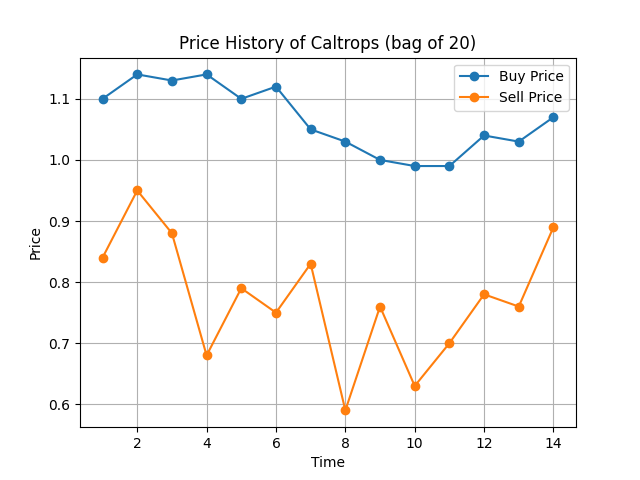 Price History of Caltrops (bag of 20)
Buy Price
Sell Price
Price
1.1
1.0
0.9
0.8
0.7
0.6
2 4 6 8 10 12 14
Time